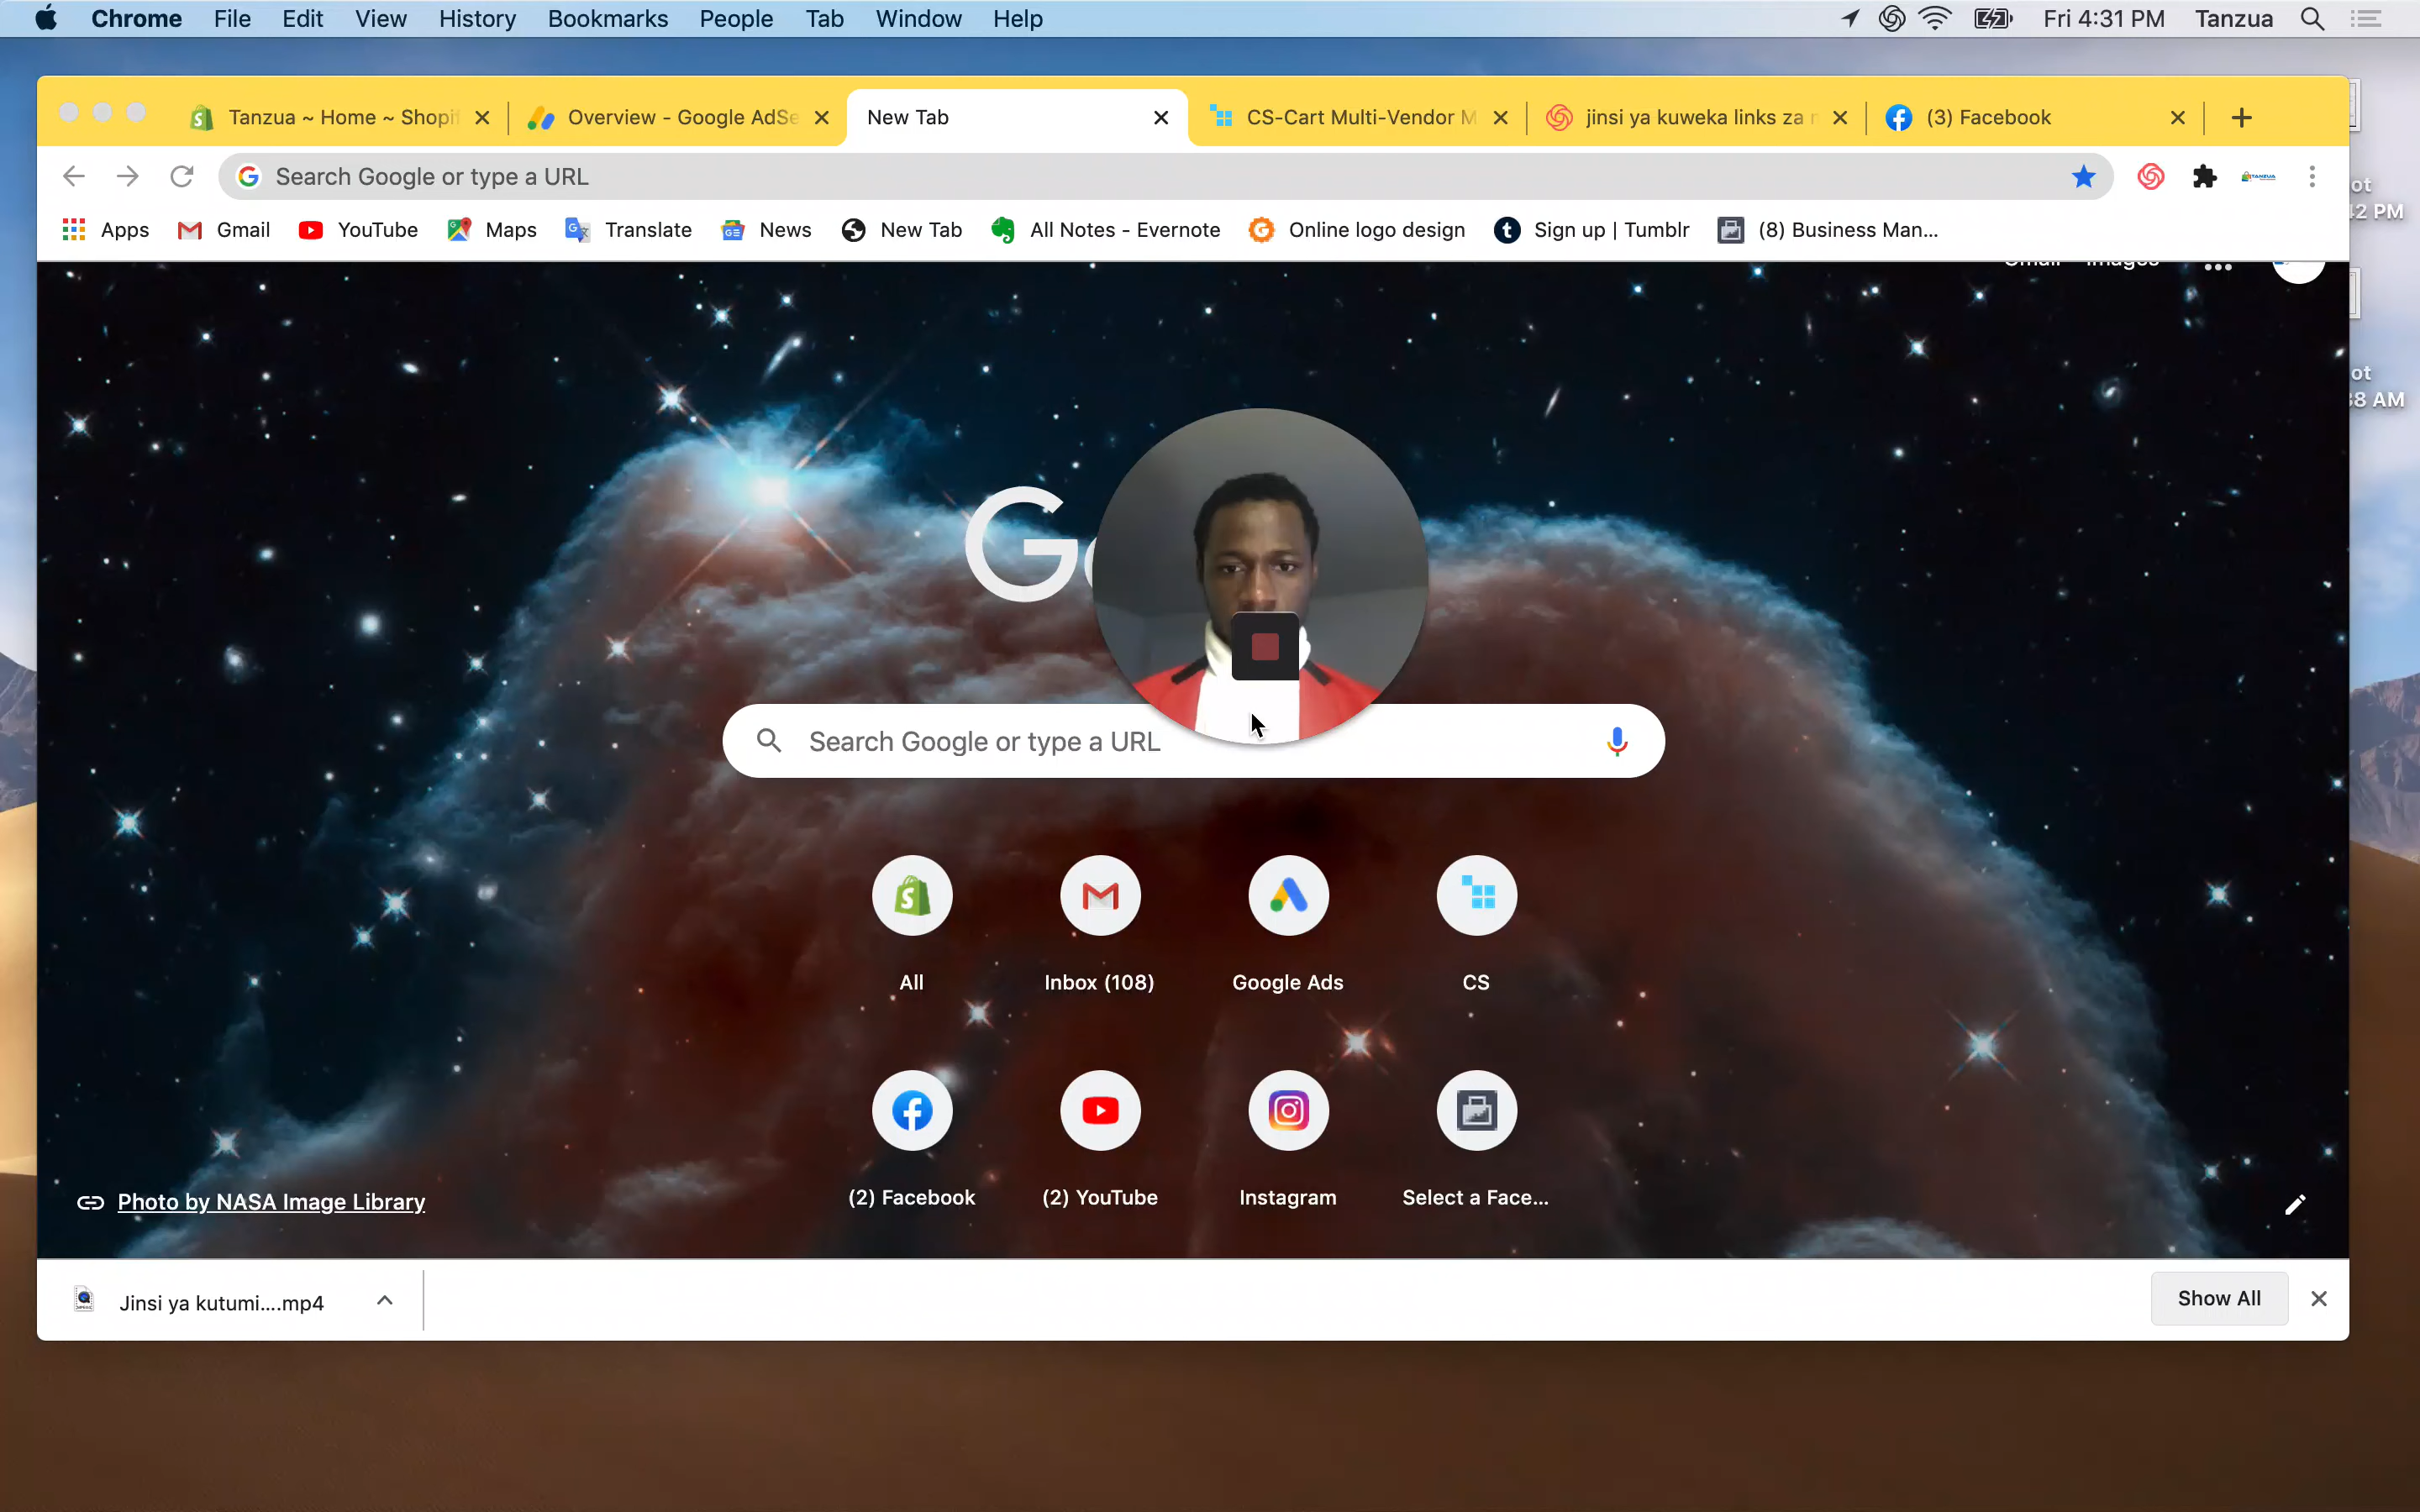 Chrome File Edit View History Bookmarks People Tab Window Help Fri 4:31 PM Tanzua
Tanzua ~ Home ~ Shopi Overview - Google AdSe New Tab CS-Cart Multi-Vendor M jinsi ya kuweka links za (3) Facebook
Search Google or type a URL
Apps Gmail YouTube Maps Translate News New Tab All Notes - Evernote Online logo design Sign up | Tumblr (8) Business Man...
Search Google or type a URL
All Inbox (108) Google Ads CS
(2) Facebook (2) YouTube Instagram Select a Face...
Photo by NASA Image Library
Jinsi ya kutumi....mp4 Show All